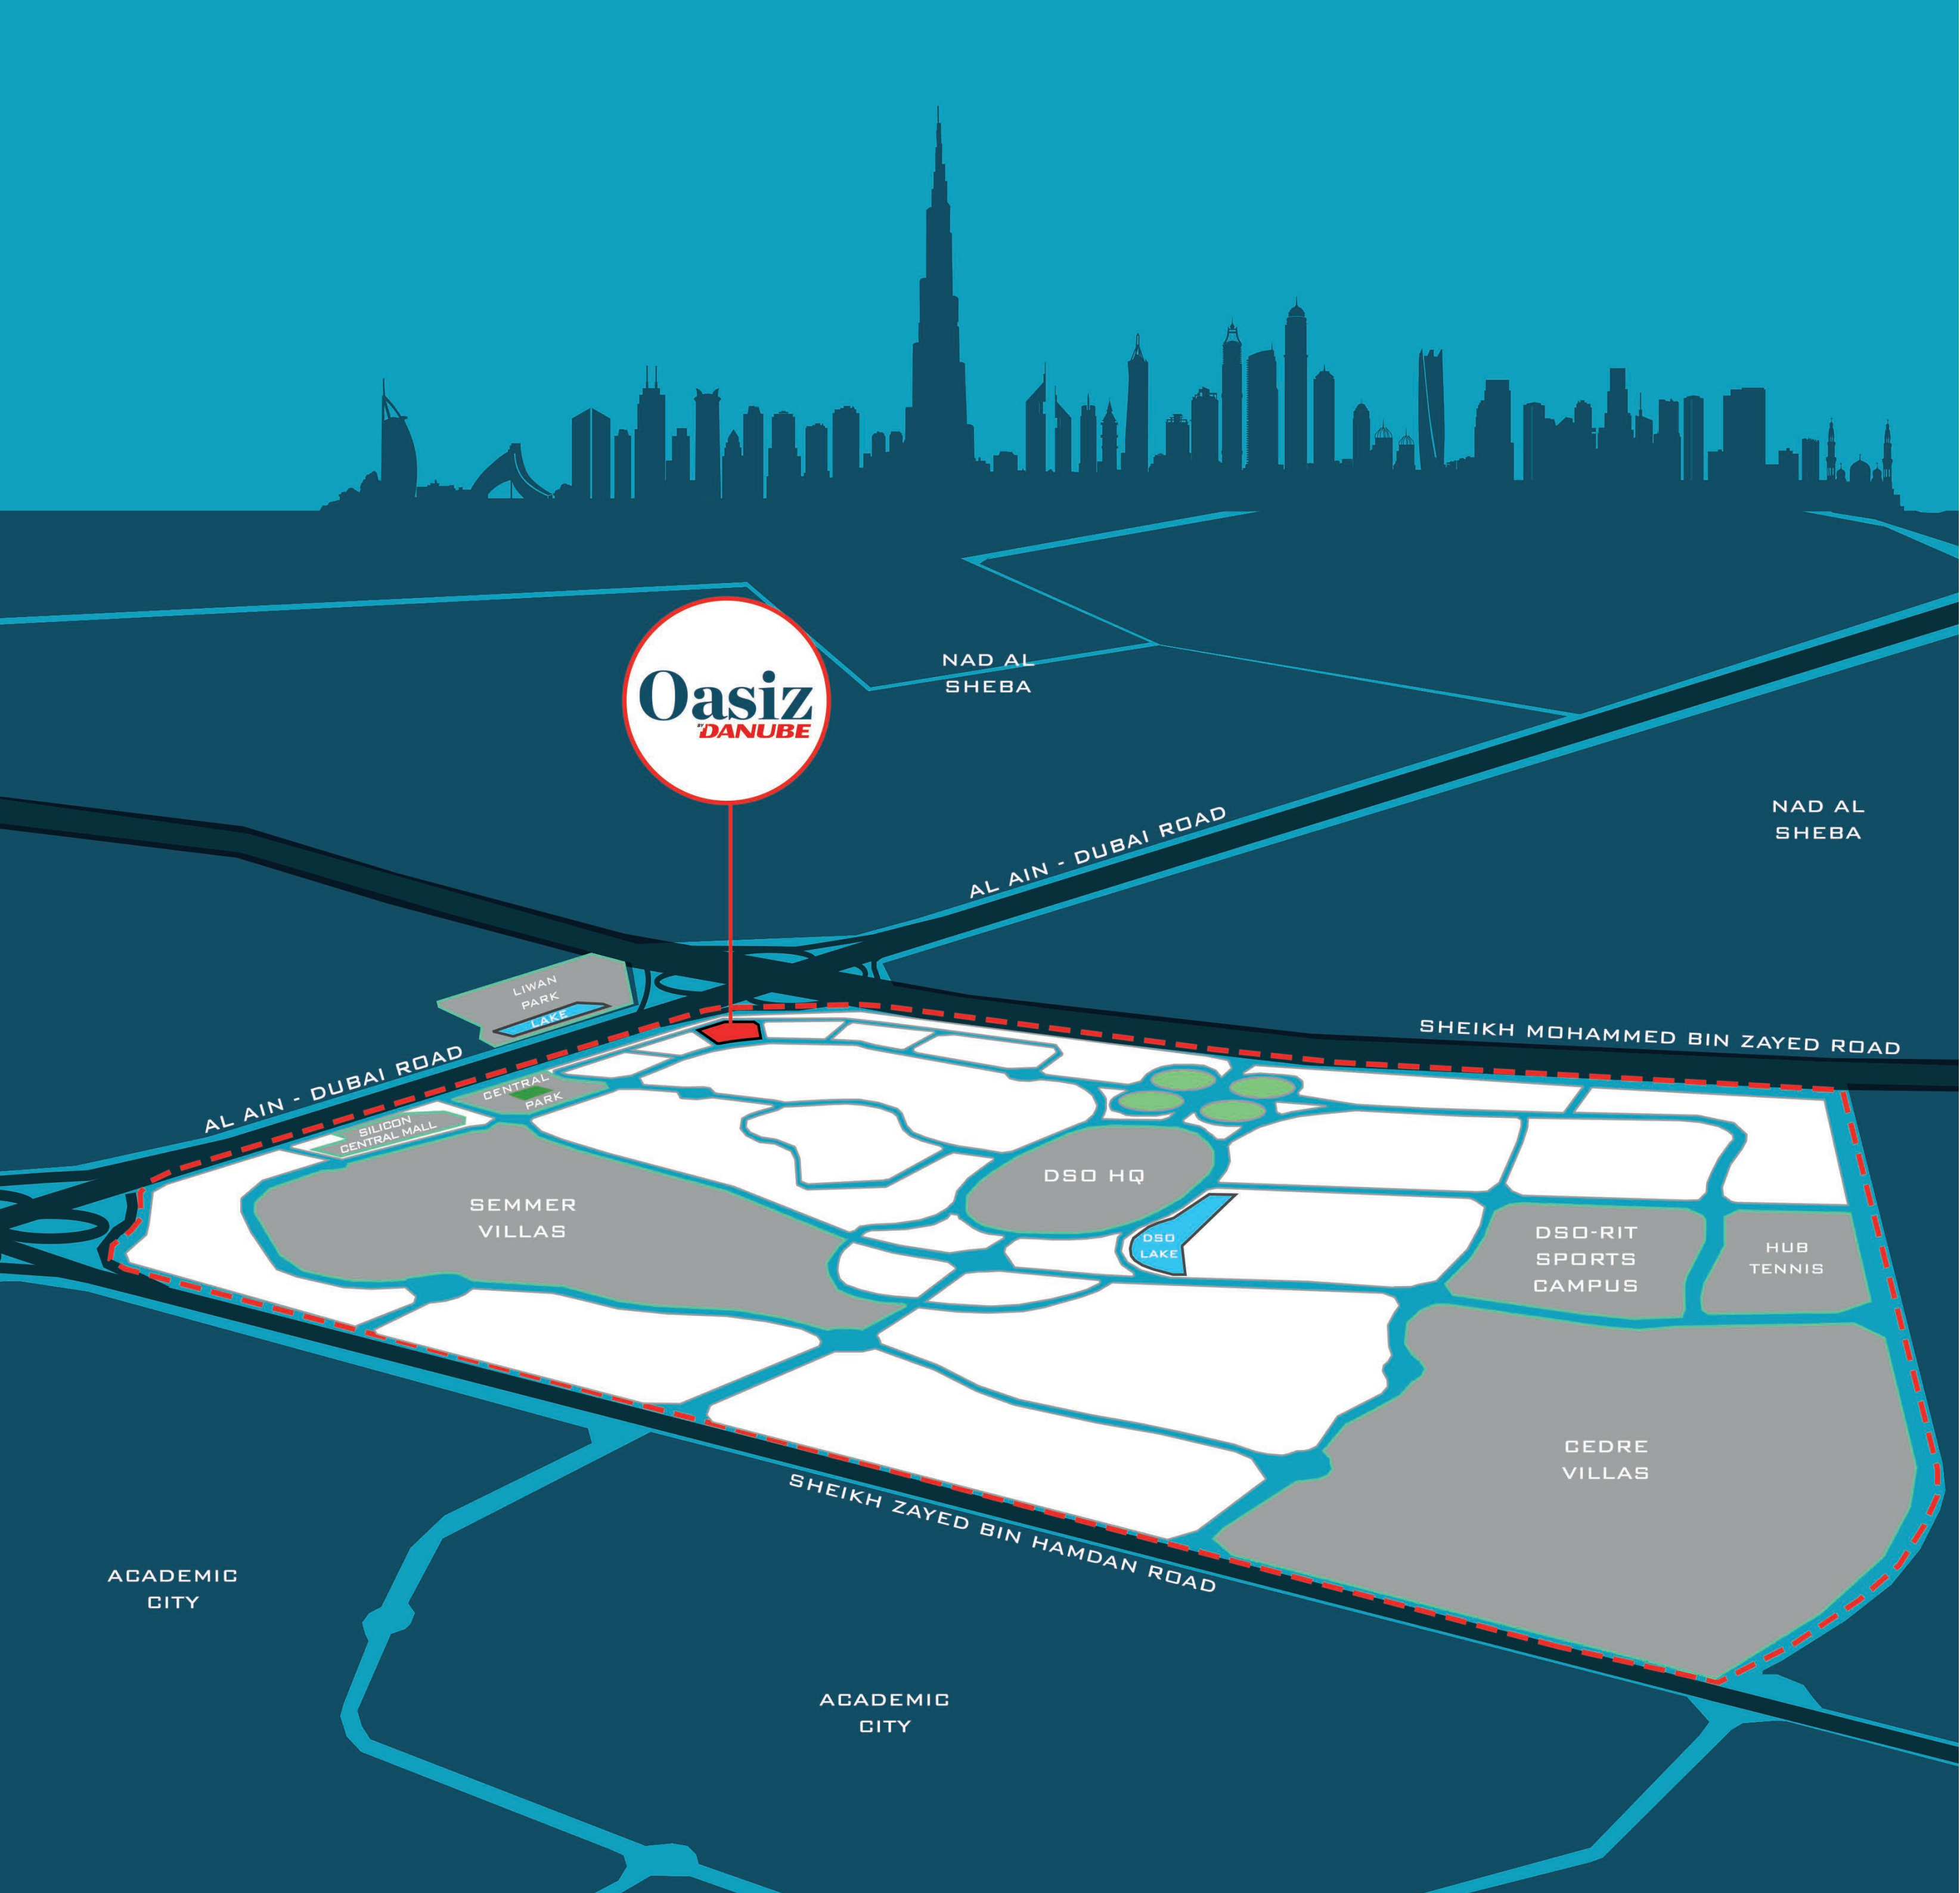 Oasiz
BY DANUBE
NAD AL
SHEBA
NAD AL
SHEBA
AL AIN - DUBAI ROAD
LIWAN
PARK
LAKE
SHEIKH MOHAMMED BIN ZAYED ROAD
AL AIN - DUBAI ROAD
CENTRAL
PARK
SILICON
CENTRAL MALL
DSO HQ
SEMMER
VILLAS
DSO
LAKE
DSO-RIT
SPORTS
CAMPUS
HUB
TENNIS
CEDRE
VILLAS
SHEIKH ZAYED BIN HAMDAN ROAD
ACADEMIC
CITY
ACADEMIC
CITY